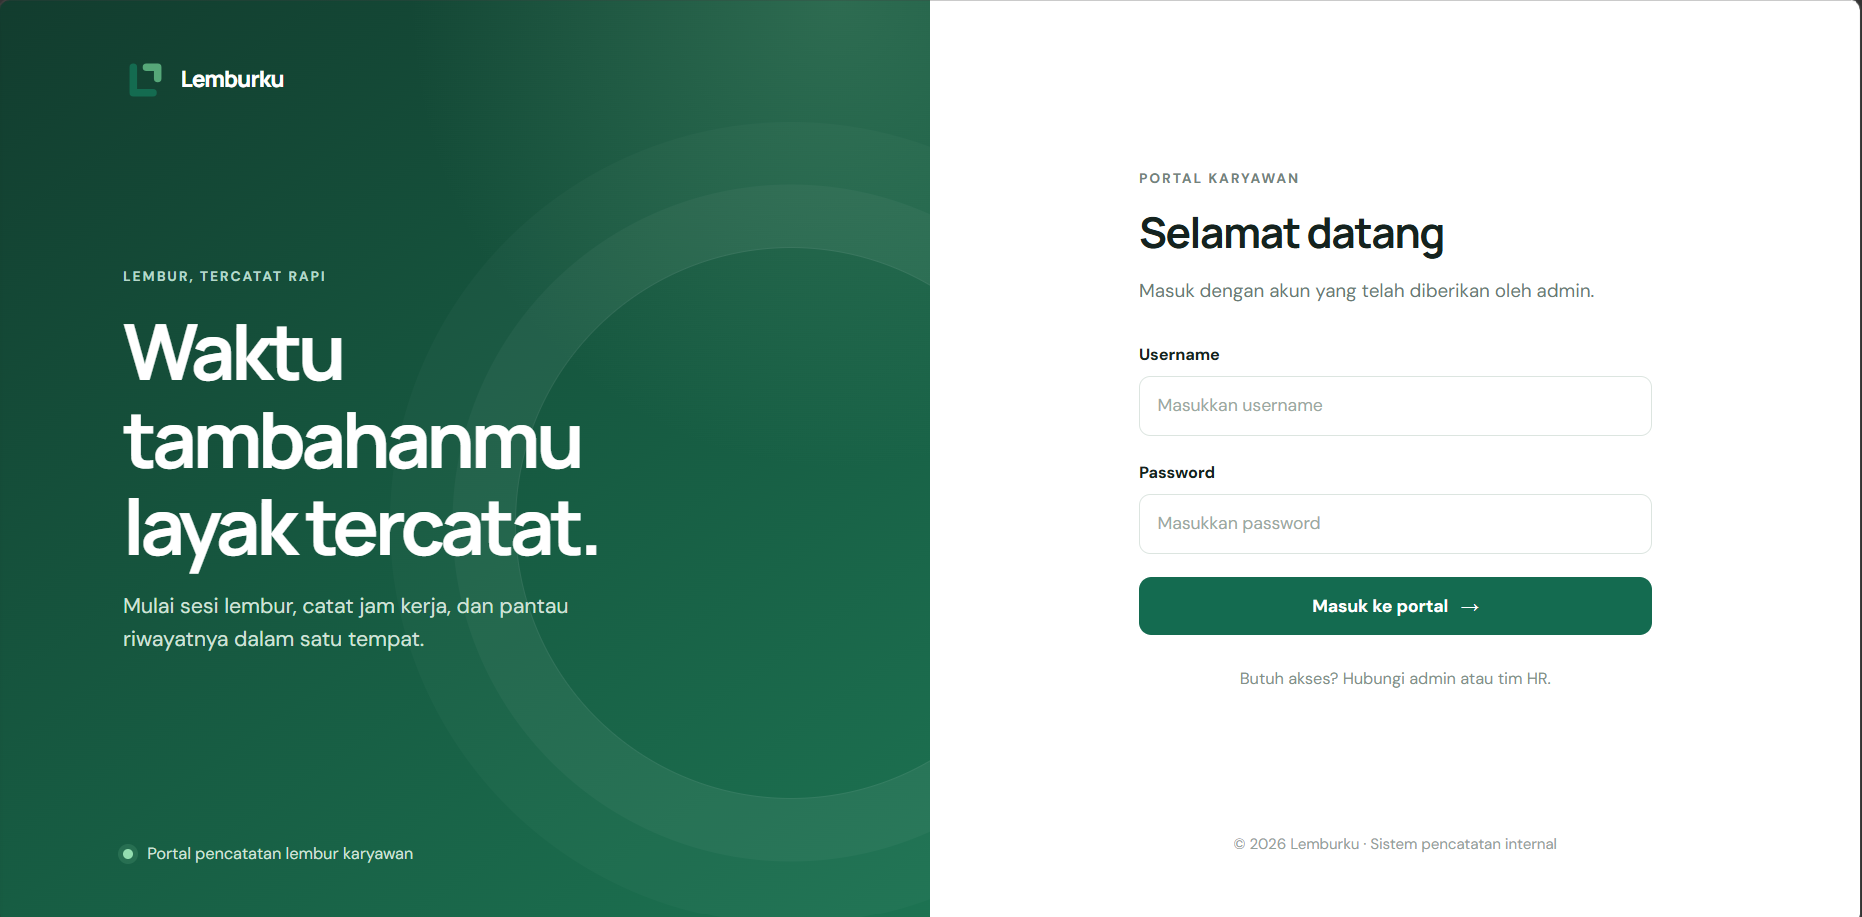 Lemburku
LEMBUR, TERCATAT RAPI
Waktu
tambahanmu
layak tercatat.
Mulai sesi lembur, catat jam kerja, dan pantau
riwayatnya dalam satu tempat.
Portal pencatatan lembur karyawan
PORTAL KARYAWAN
Selamat datang
Masuk dengan akun yang telah diberikan oleh admin.
Username
Masukkan username
Password
Masukkan password
Masuk ke portal →
Butuh akses? Hubungi admin atau tim HR.
© 2026 Lemburku · Sistem pencatatan internal